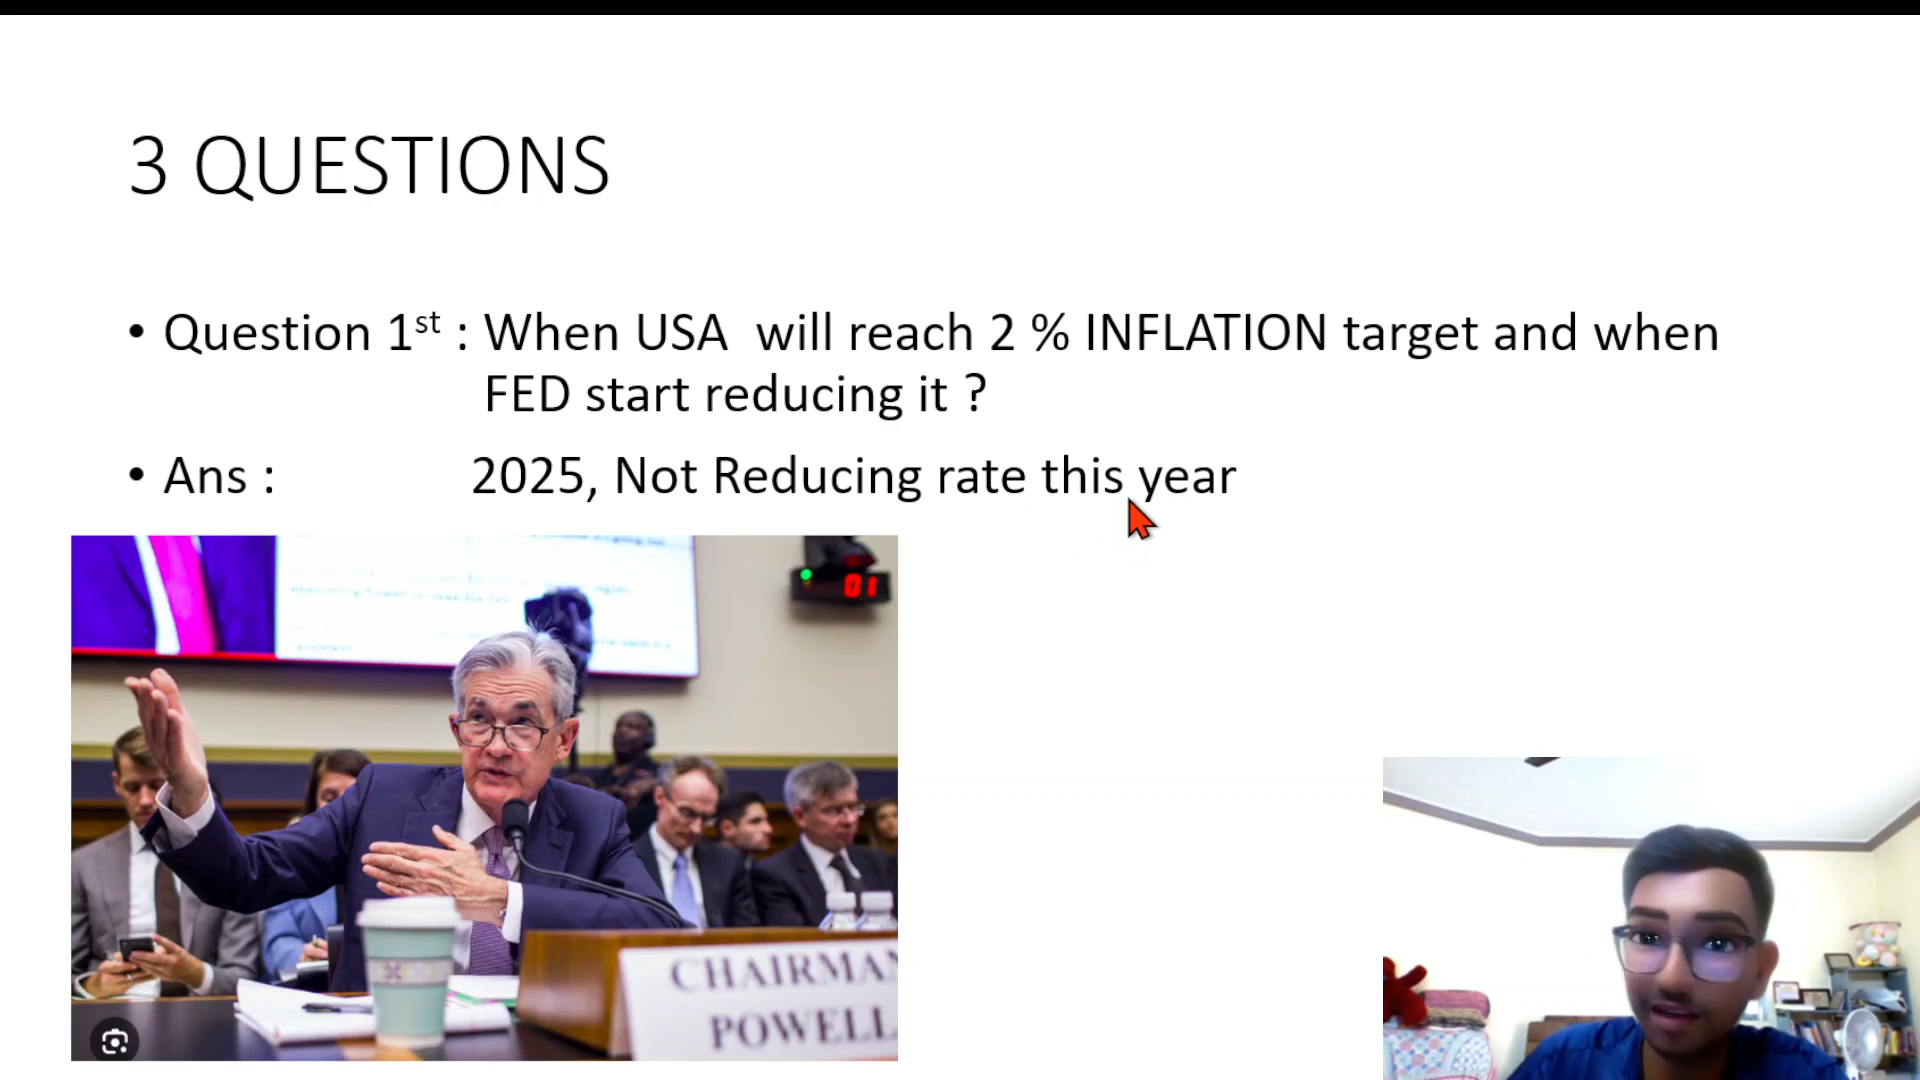 3 QUESTIONS
• Question 1st : When USA will reach 2 % INFLATION target and when
FED start reducing it ?
• Ans : 2025, Not Reducing rate this year
01
CHAIRMAN
POWELL